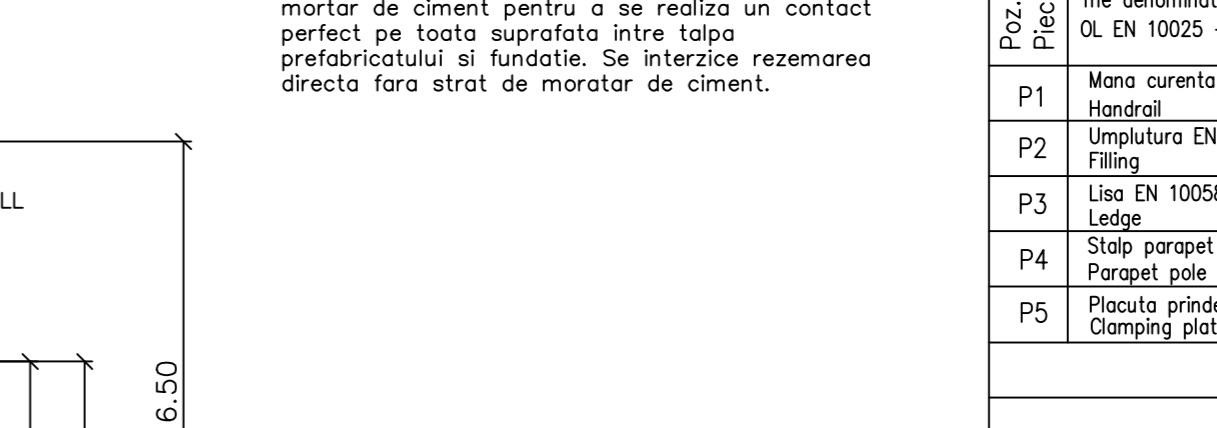 mortar de ciment pentru a se realiza un contact
perfect pe toata suprafata intre talpa
prefabricatului si fundatie. Se interzice rezemarea
directa fara strat de moratar de ciment.
LL
6.50
Poz.
Piec
OL EN 10025
P1
Mana curenta
Handrail
P2
Umplutura EN
Filling
P3
Lisa EN 10058
Ledge
P4
Stalp parapet
Parapet pole
P5
Placuta prinde
Clamping plat